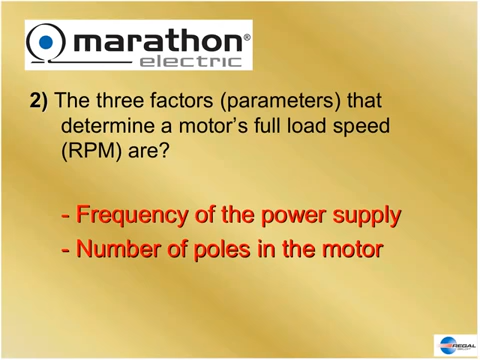 marathon®
electric
2) The three factors (parameters) that
determine a motor's full load speed
(RPM) are?
- Frequency of the power supply
- Number of poles in the motor
REGAL